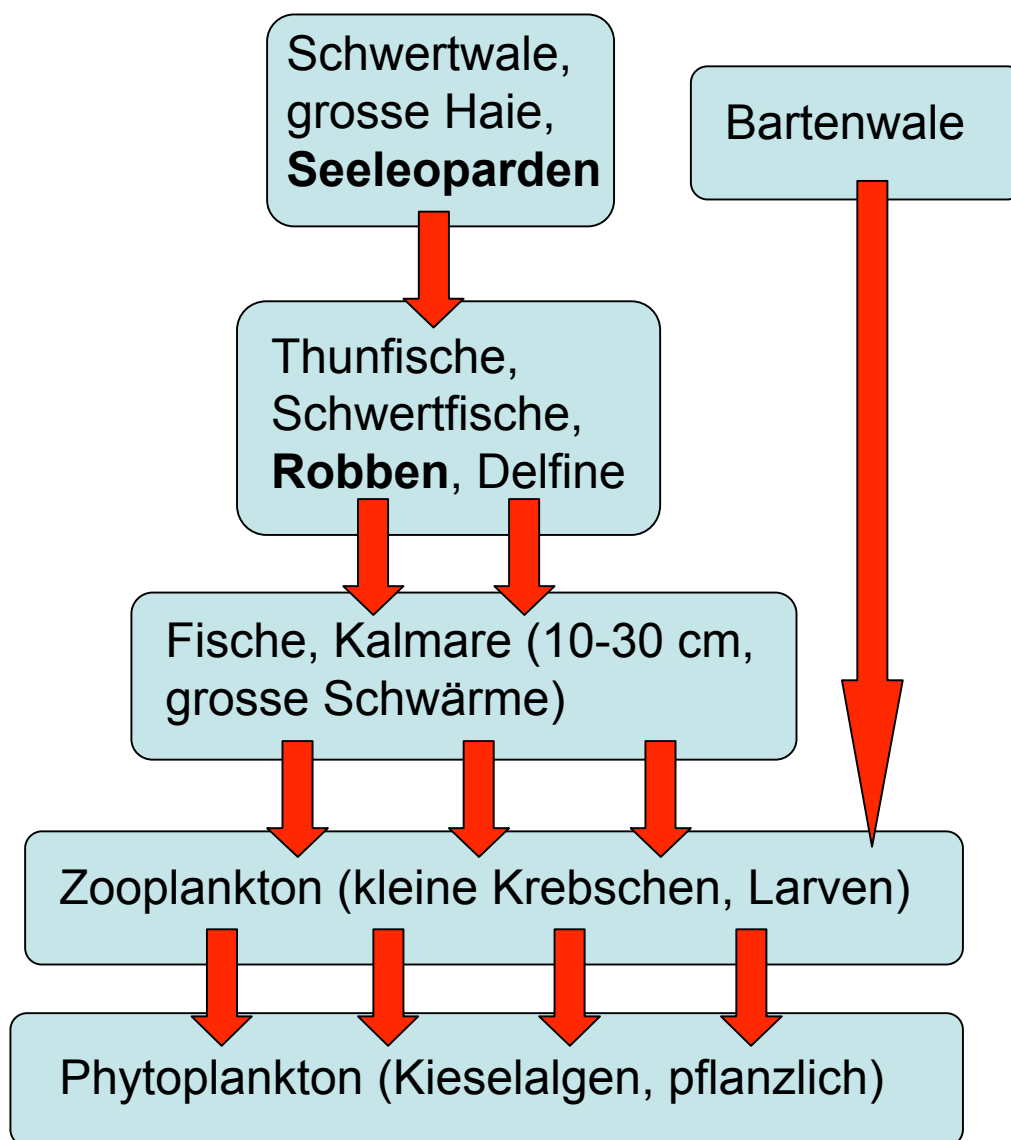 Schwertwale,
grosse Haie,
Seeleoparden
Bartenwale
Thunfische,
Schwertfische,
Robben, Delfine
Fische, Kalmare (10-30 cm,
grosse Schwärme)
Zooplankton (kleine Krebschen, Larven)
Phytoplankton (Kieselalgen, pflanzlich)